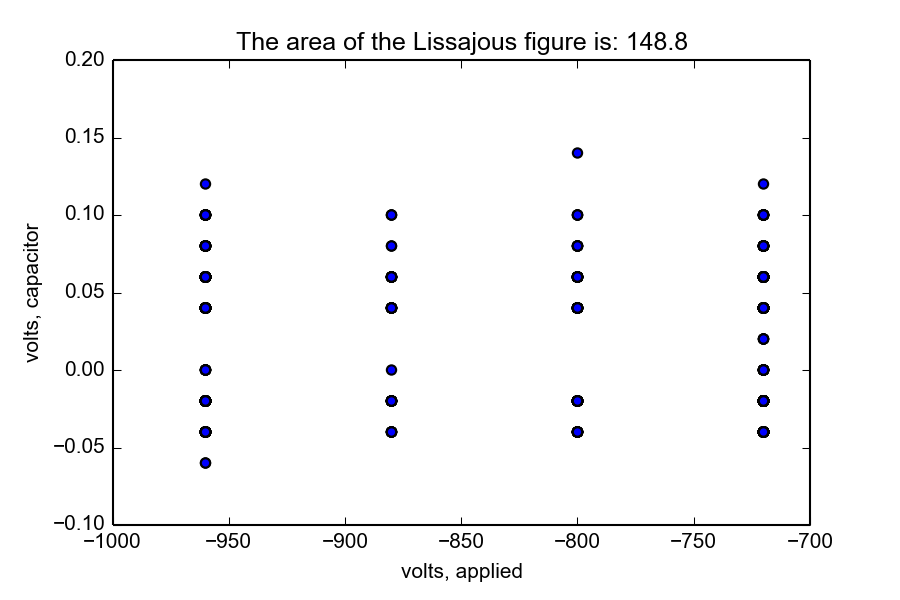 The area of the Lissajous figure is: 148.8
0.20
0.15
0.10
0.05
0.00
−0.05
−0.10
−1000 −950 −900 −850 −800 −750 −700
volts, capacitor
volts, applied